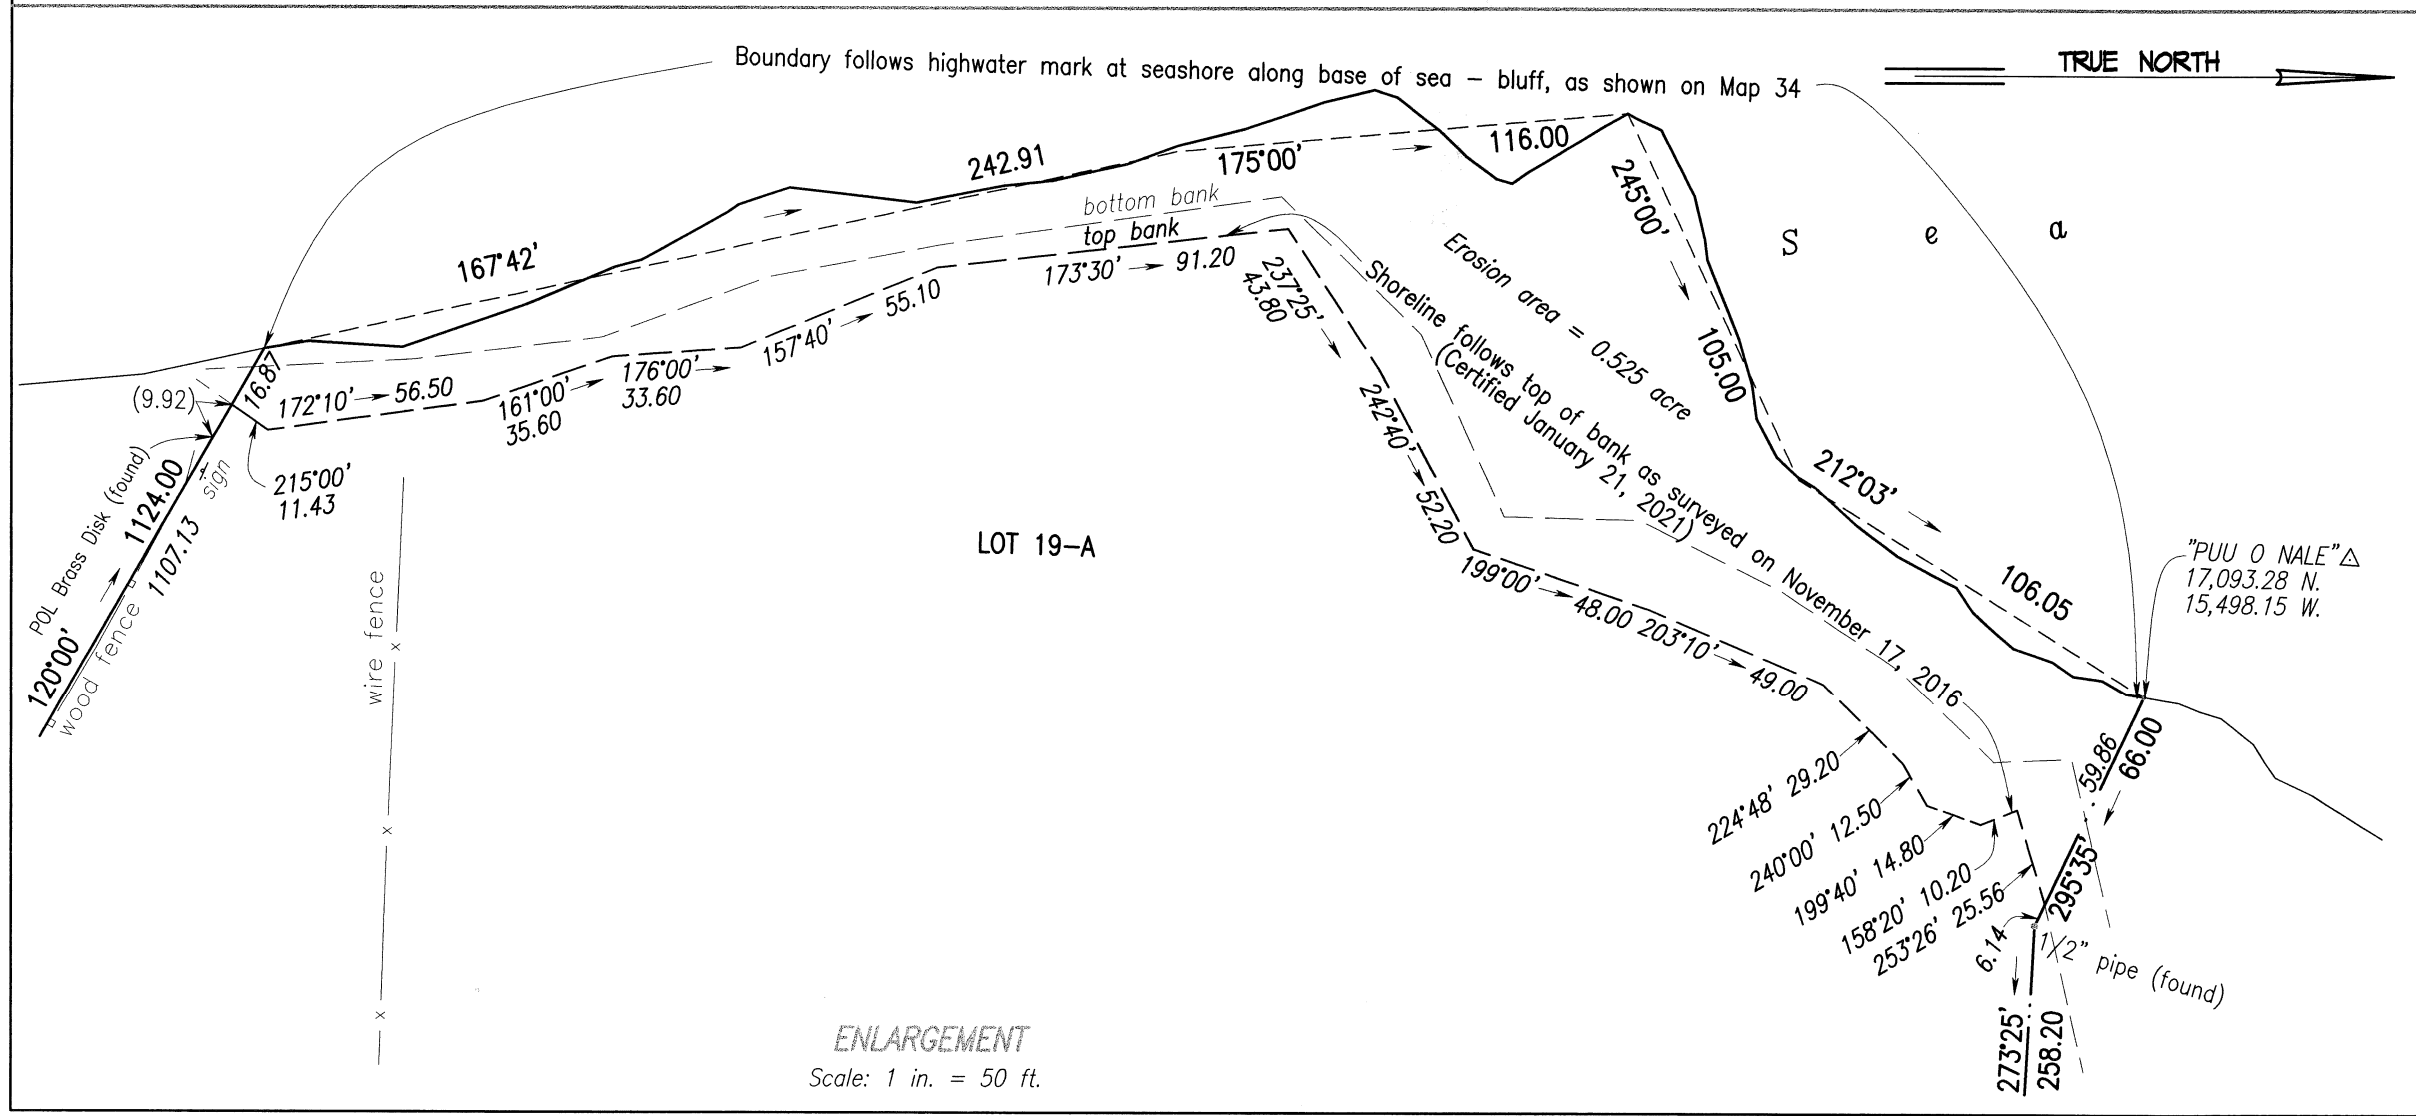 Boundary follows highwater mark at seashore along base of sea – bluff, as shown on Map 34
TRUE NORTH
242.91
175°00'
116.00
167°42'
245°00'
105.00
S e a
bottom bank
top bank
173°30' 91.20
237°25'
43.80
Erosion area = 0.525 acre
Shoreline follows top of bank as surveyed on November 17, 2016
(Certified January 21, 2021)
(9.92)
16.87
172°10' 56.50
161°00'
35.60
176°00'
33.60
157°40' 55.10
242°40' 52.20
212°03'
106.05
POL Brass Disk (found)
120°00' 1124.00
1107.13
sign
wood fence
215°00'
11.43
wire fence
x
x
x
LOT 19–A
199°00' 48.00
203°10' 49.00
"PUU O NALE"
17,093.28 N.
15,498.15 W.
59.86
66.00
295°35'
224°48' 29.20
240°00' 12.50
199°40' 14.80
158°20' 10.20
253°26' 25.56
6.14
1/2" pipe (found)
273°25'
258.20
ENLARGEMENT
Scale: 1 in. = 50 ft.